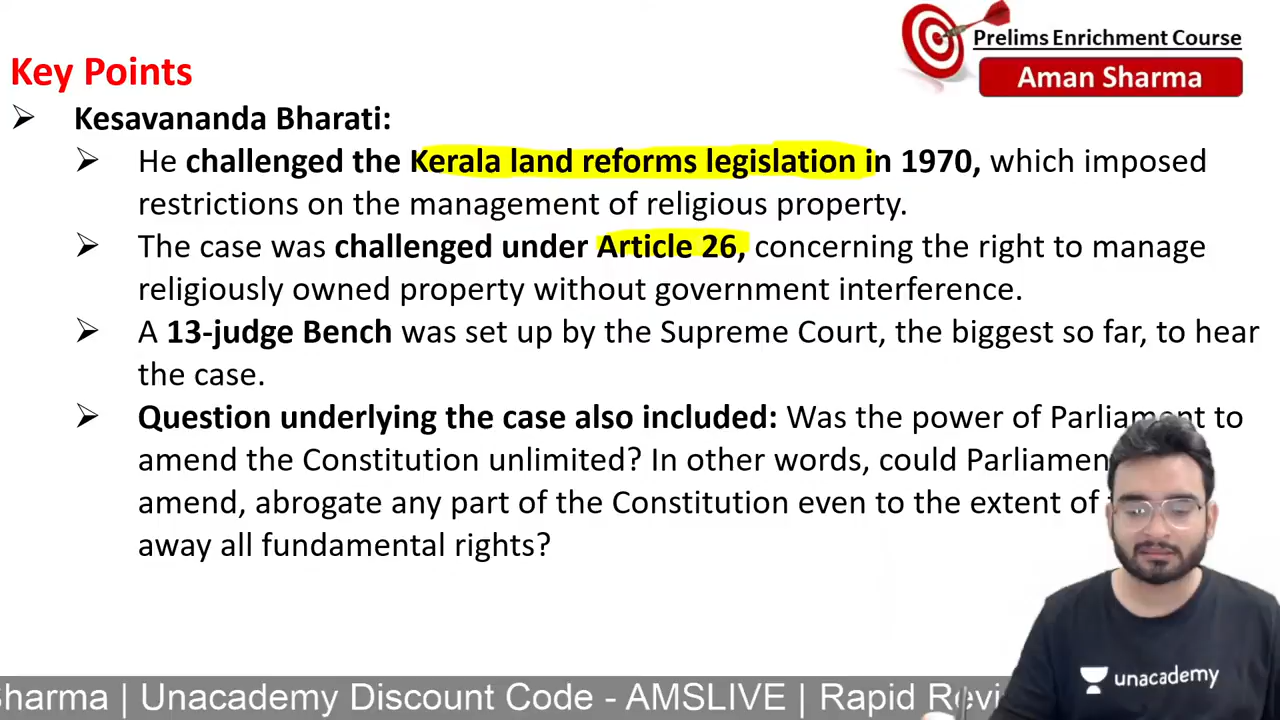 Prelims Enrichment Course
Aman Sharma
Key Points
Kesavananda Bharati:
He challenged the Kerala land reforms legislation in 1970, which imposed
restrictions on the management of religious property.
The case was challenged under Article 26, concerning the right to manage
religiously owned property without government interference.
A 13-judge Bench was set up by the Supreme Court, the biggest so far, to hear
the case.
Question underlying the case also included: Was the power of Parliament to
amend the Constitution unlimited? In other words, could Parliament
amend, abrogate any part of the Constitution even to the extent of
away all fundamental rights?
unacademy
Sharma | Unacademy Discount Code - AMSLIVE | Rapid